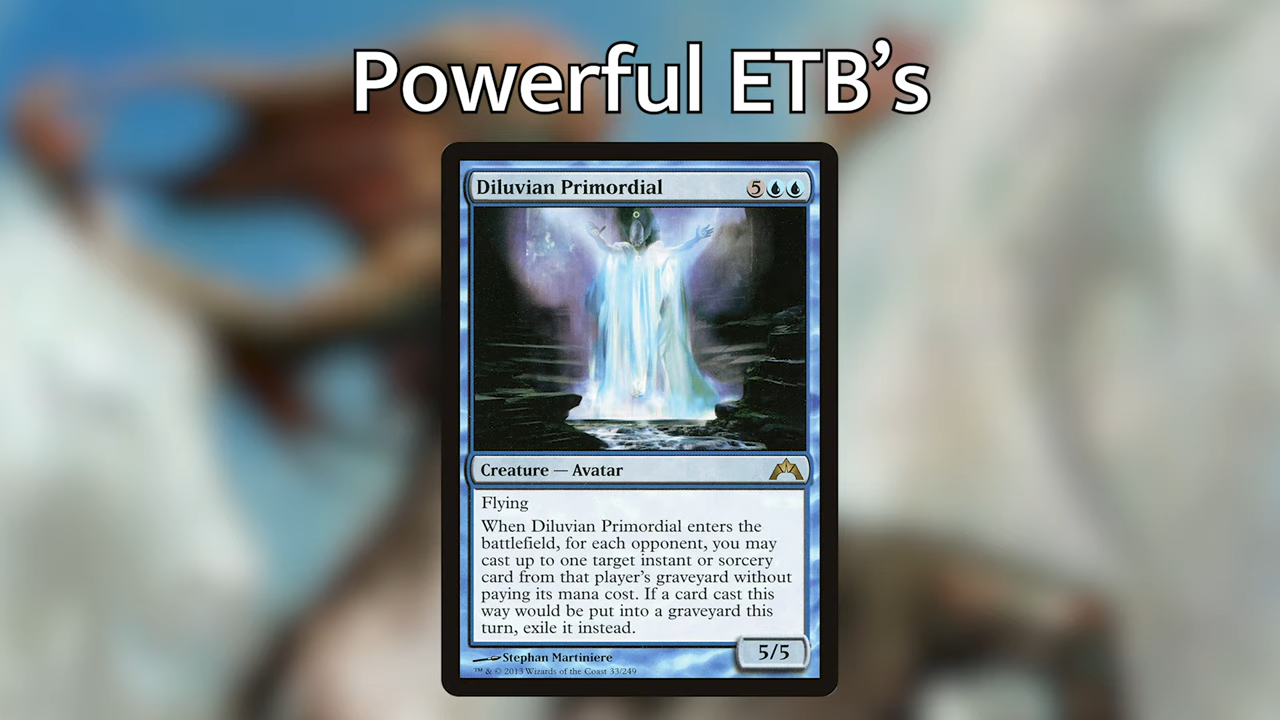 Powerful ETB’s
Diluvian Primordial 5
Creature — Avatar
Flying
When Diluvian Primordial enters the
battlefield, for each opponent, you may
cast up to one target instant or sorcery
card from that player's graveyard without
paying its mana cost. If a card cast this
way would be put into a graveyard this
turn, exile it instead.
5/5
Stephan Martiniere
™ & © 2013 Wizards of the Coast 33/249